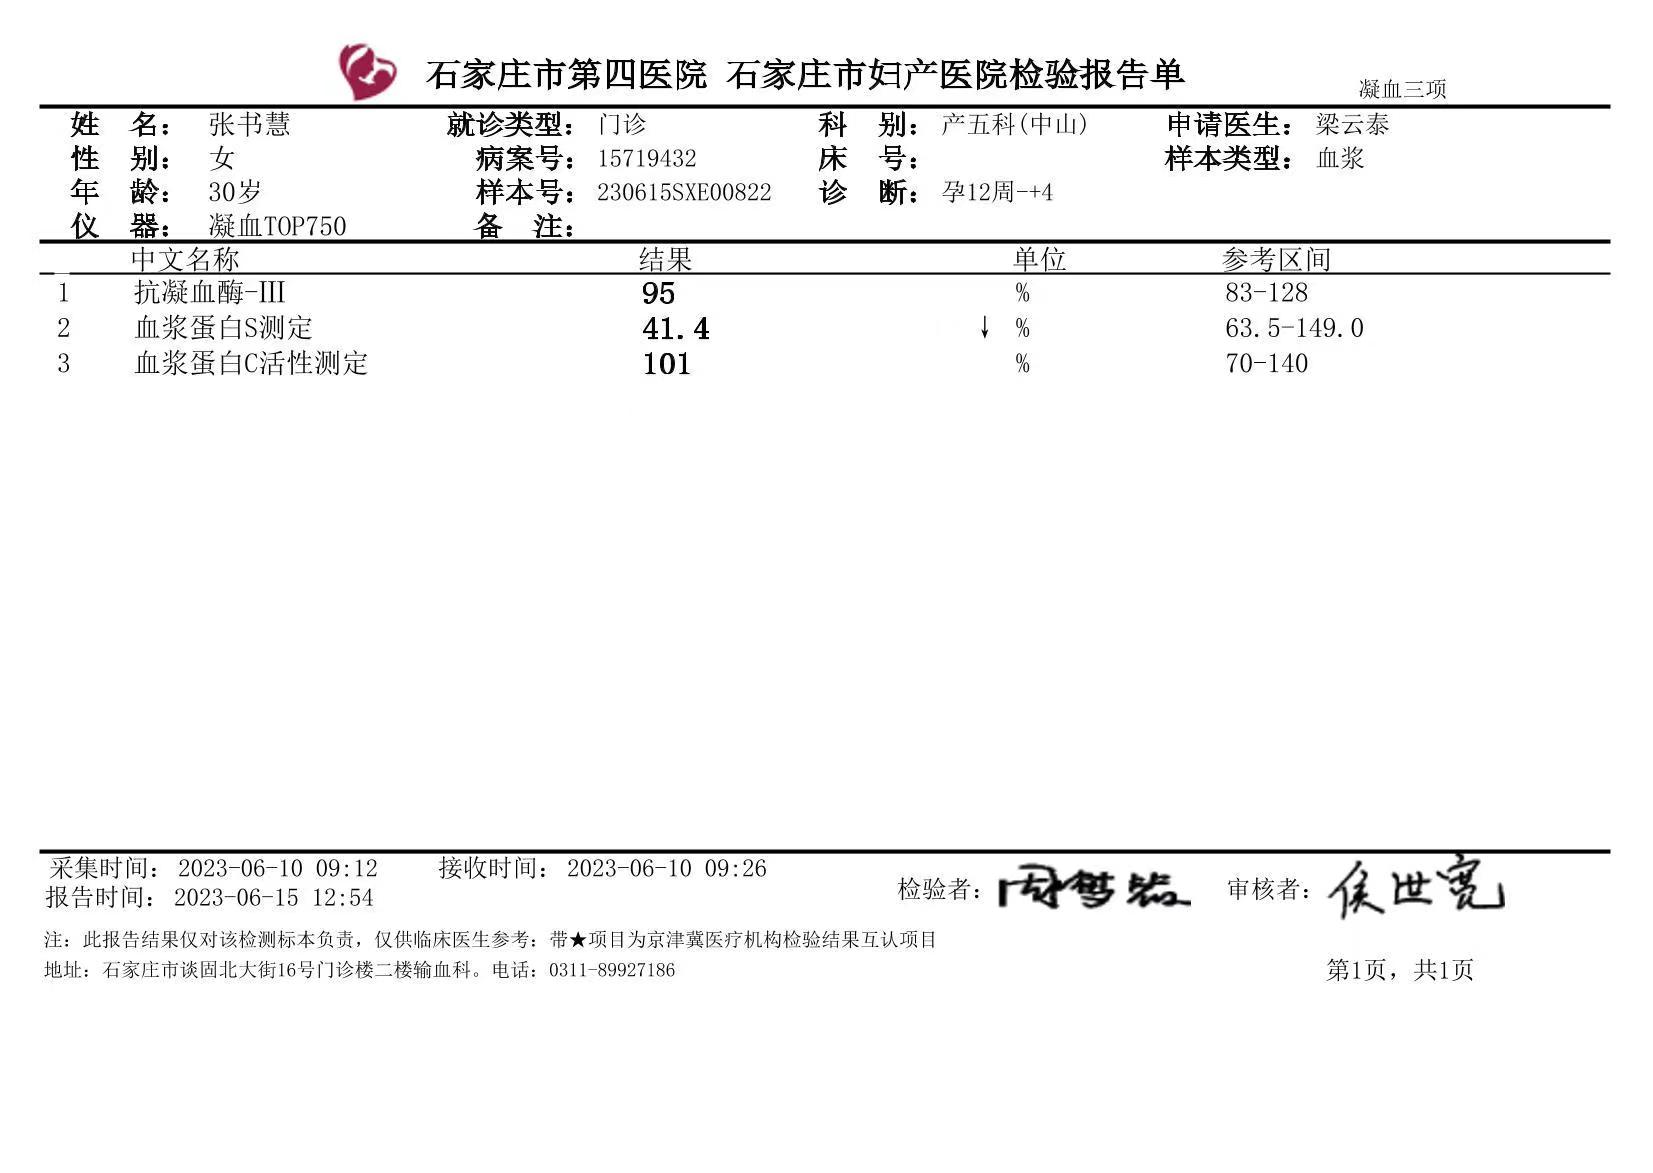 石家庄市第四医院 石家庄市妇产医院检验报告单
凝血三项
姓 名: 张书慧 就诊类型: 门诊 科 别: 产五科(中山) 申请医生: 梁云泰
性 别: 女 病案号: 15719432 床 号: 样本类型: 血浆
年 龄: 30岁 样本号: 230615SXE00822 诊 断: 孕12周-+4
仪 器: 凝血TOP750 备 注:
中文名称 结果 单位 参考区间
1 抗凝血酶-III 95 % 83-128
2 血浆蛋白S测定 41.4 ↓ % 63.5-149.0
3 血浆蛋白C活性测定 101 % 70-140
采集时间: 2023-06-10 09:12 接收时间: 2023-06-10 09:26
报告时间: 2023-06-15 12:54
检验者: 审核者: 侯世宽
注: 此报告结果仅对该检测标本负责, 仅供临床医生参考; 带★项目为京津冀医疗机构检验结果互认项目
地址: 石家庄市谈固北大街16号门诊楼二楼输血科。电话: 0311-89927186
第1页, 共1页